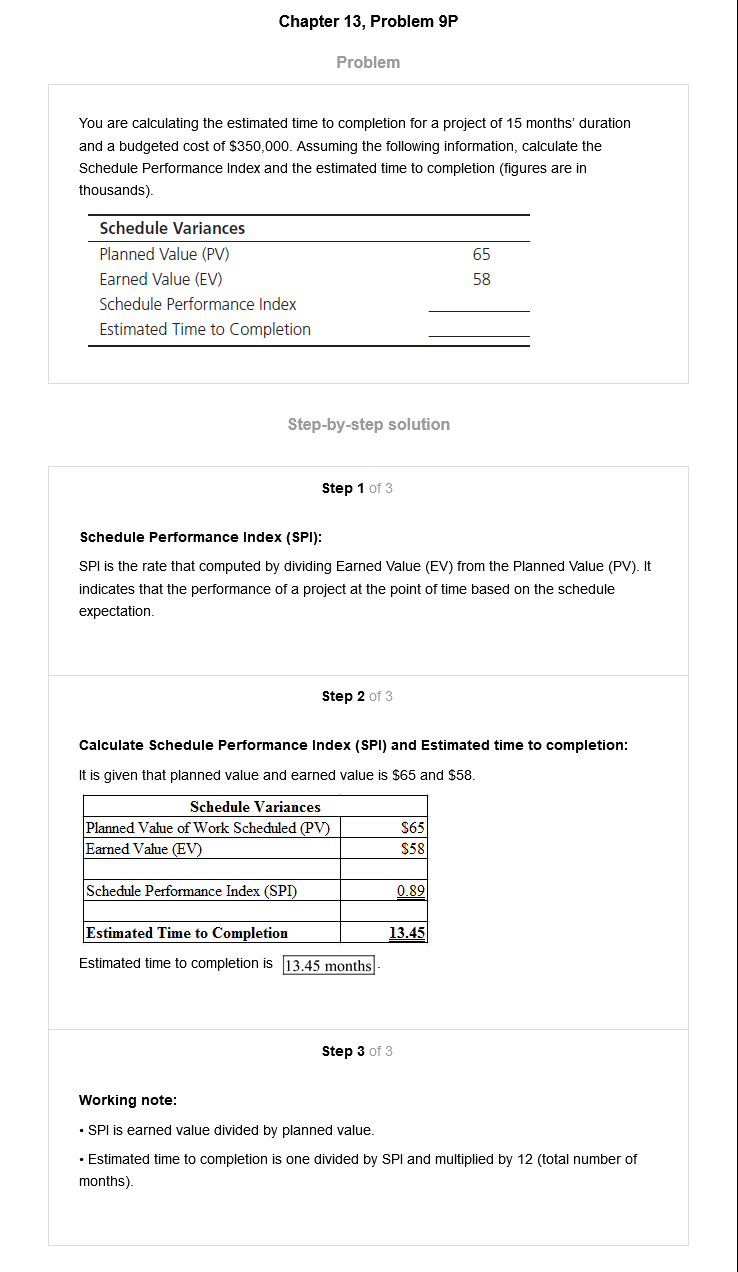 Chapter 13, Problem 9P
Problem
You are calculating the estimated time to completion for a project of 15 months' duration
and a budgeted cost of $350,000. Assuming the following information, calculate the
Schedule Performance Index and the estimated time to completion (figures are in
thousands).
Schedule Variances
Planned Value (PV) 65
Earned Value (EV) 58
Schedule Performance Index
Estimated Time to Completion
Step-by-step solution
Step 1 of 3
Schedule Performance Index (SPI):
SPI is the rate that computed by dividing Earned Value (EV) from the Planned Value (PV). It
indicates that the performance of a project at the point of time based on the schedule
expectation.
Step 2 of 3
Calculate Schedule Performance Index (SPI) and Estimated time to completion:
It is given that planned value and earned value is $65 and $58.
Schedule Variances
Planned Value of Work Scheduled (PV) $65
Earned Value (EV) $58
Schedule Performance Index (SPI) 0.89
Estimated Time to Completion 13.45
Estimated time to completion is 13.45 months.
Step 3 of 3
Working note:
• SPI is earned value divided by planned value.
• Estimated time to completion is one divided by SPI and multiplied by 12 (total number of
months).